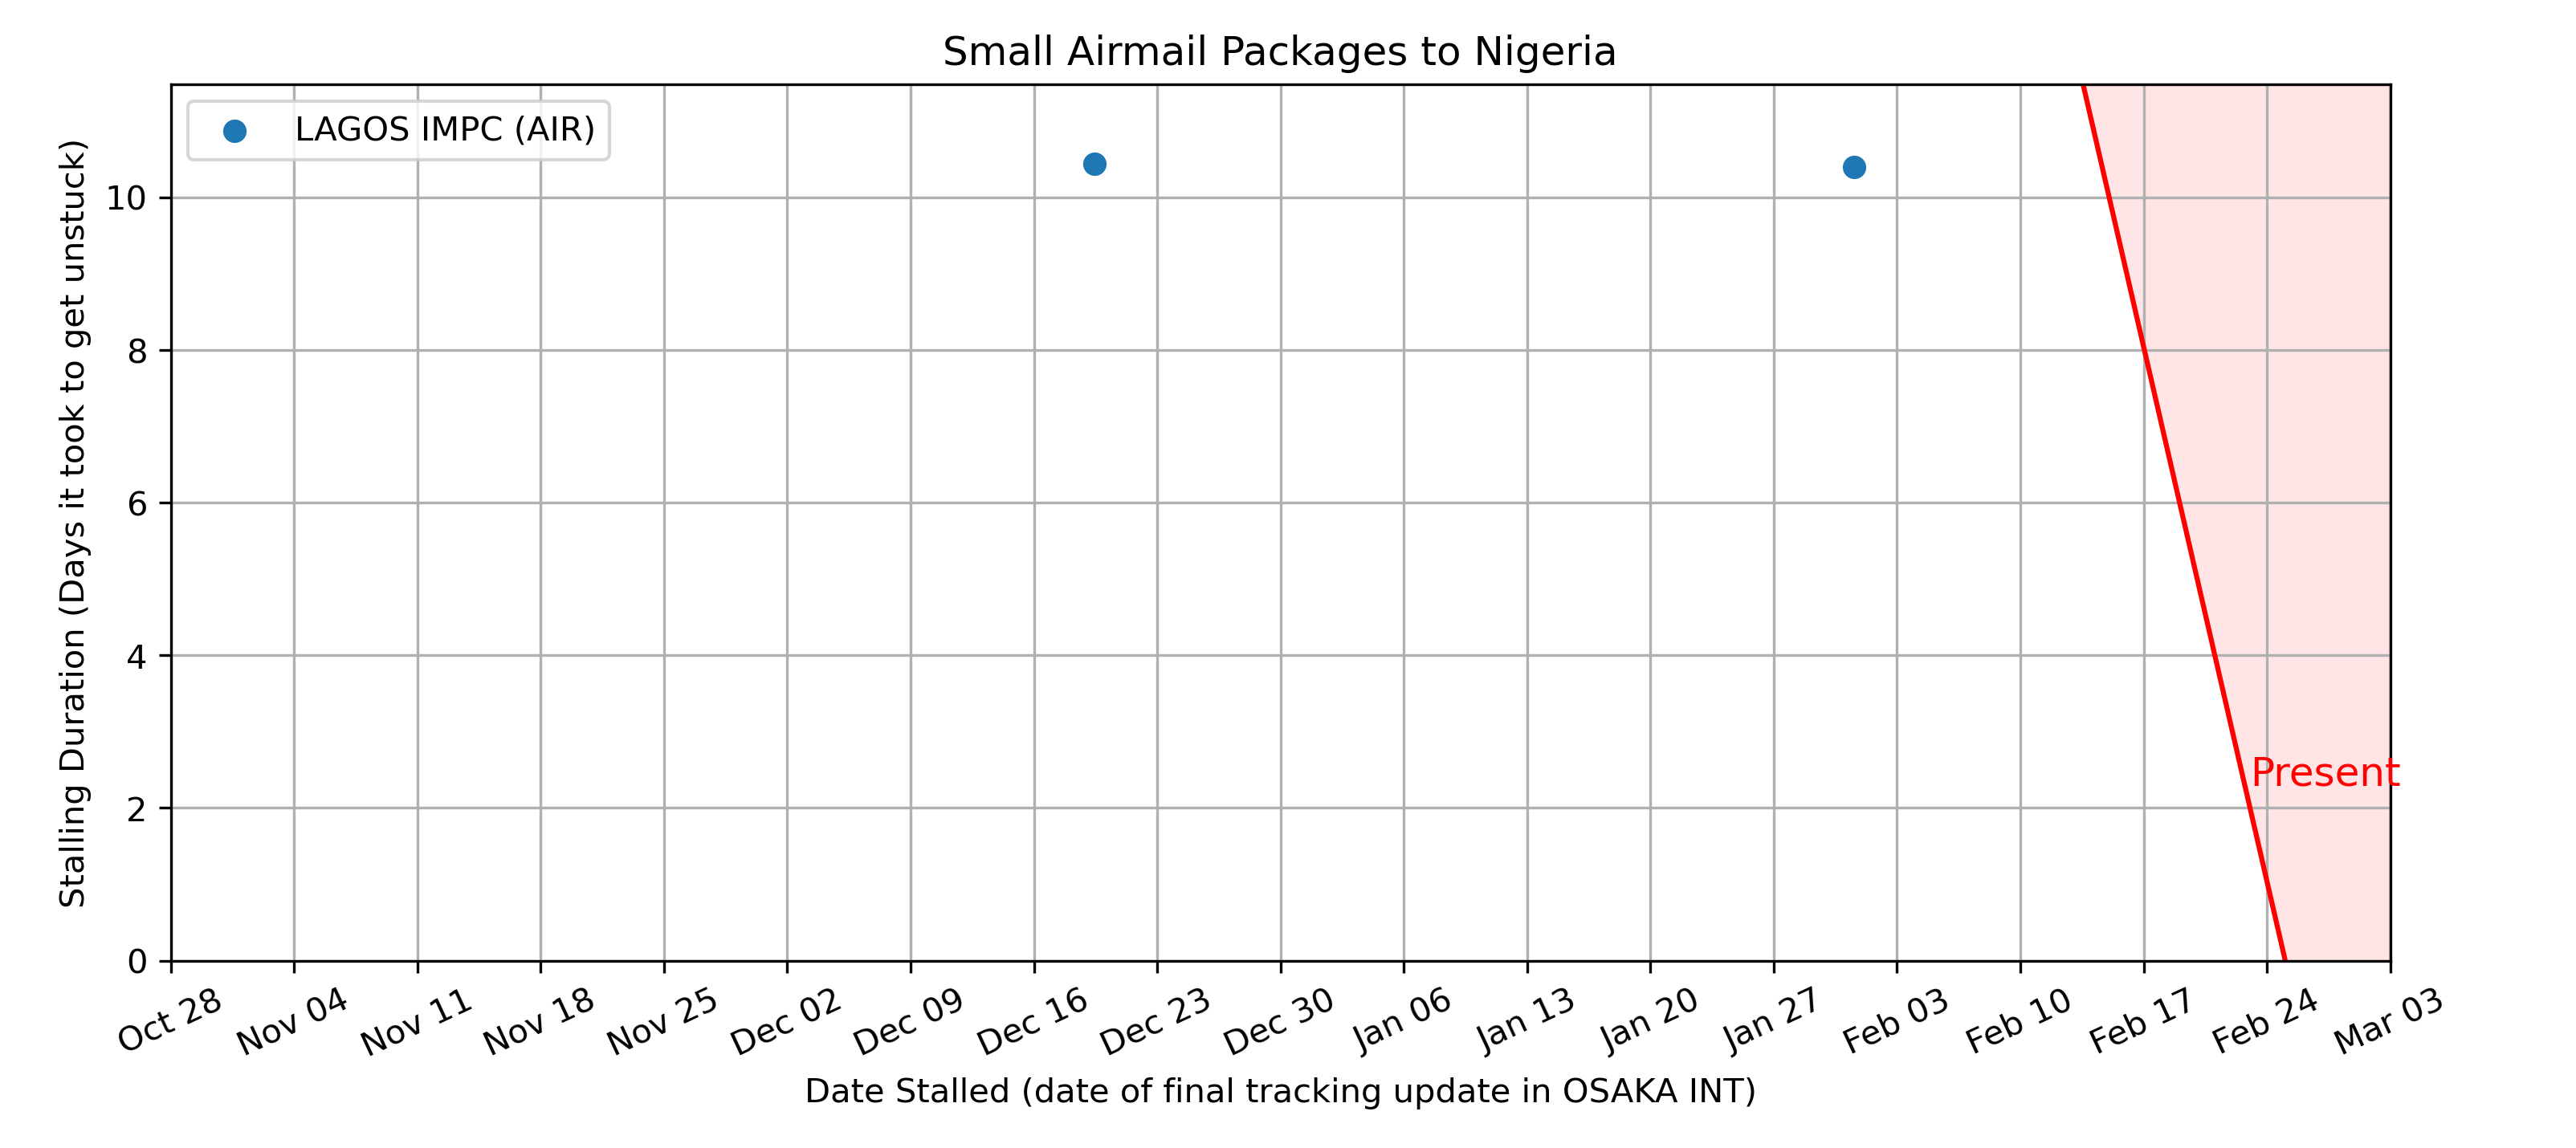 Small Airmail Packages to Nigeria
LAGOS IMPC (AIR)
Stalling Duration (Days it took to get unstuck)
10
8
6
4
2
0
Present
Oct 28 Nov 04 Nov 11 Nov 18 Nov 25 Dec 02 Dec 09 Dec 16 Dec 23 Dec 30 Jan 06 Jan 13 Jan 20 Jan 27 Feb 03 Feb 10 Feb 17 Feb 24 Mar 03
Date Stalled (date of final tracking update in OSAKA INT)